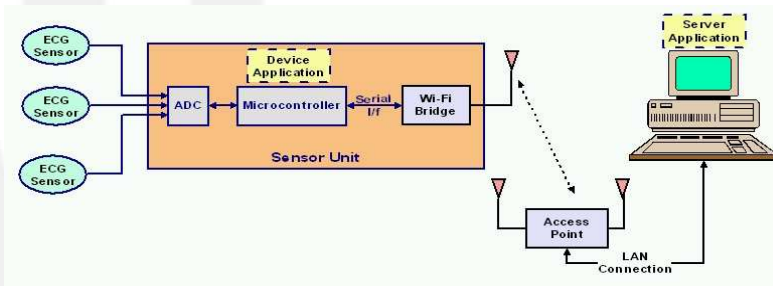 ECG
Sensor
ECG
Sensor
ECG
Sensor
Device
Application
ADC
Microcontroller
Serial
I/f
Wi-Fi
Bridge
Sensor Unit
Server
Application
Access
Point
LAN
Connection